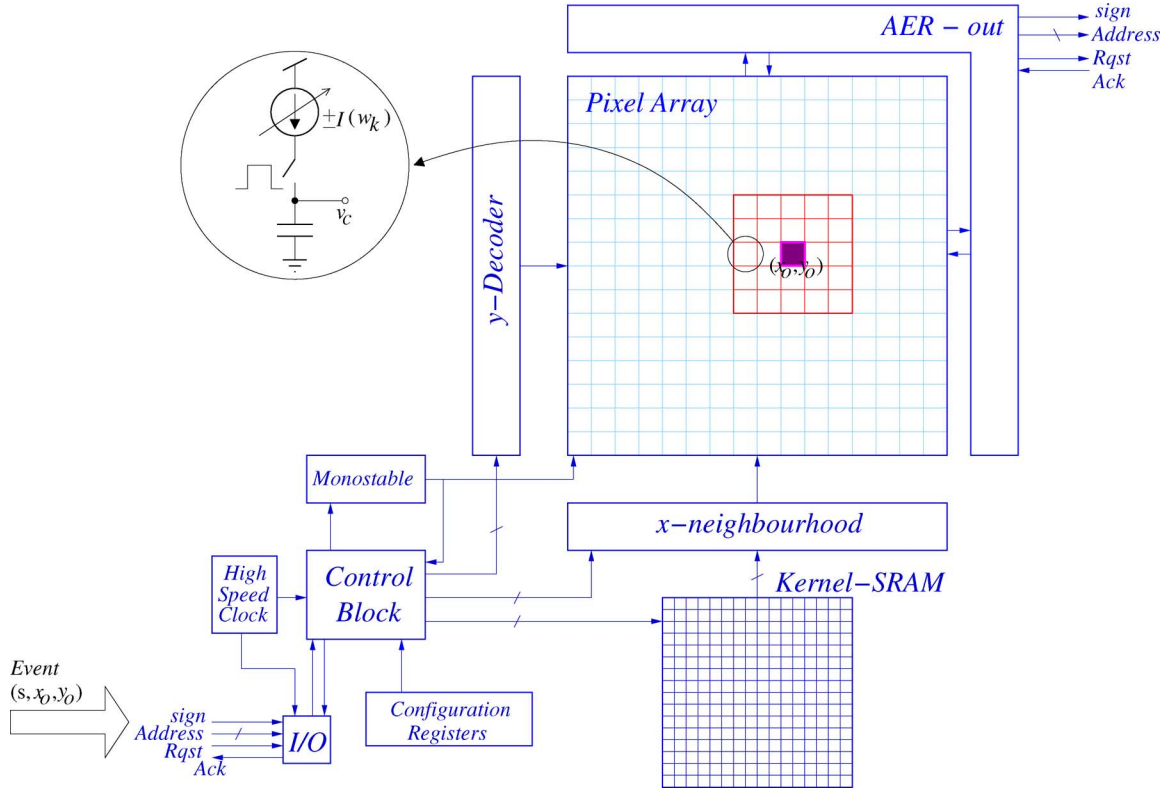 AER – out
sign
Address
Rqst
Ack
Pixel Array
±I(w_k)
v_c
y–Decoder
(x_o,y_o)
Monostable
x–neighbourhood
High
Speed
Clock
Control
Block
Kernel–SRAM
Event
(s,x_o,y_o)
sign
Address
Rqst
Ack
I/O
Configuration
Registers